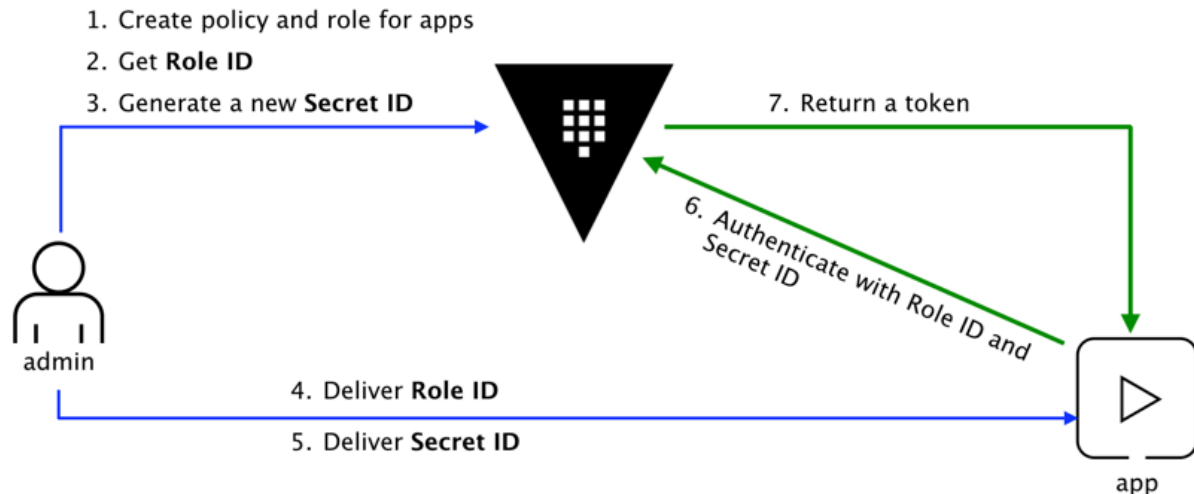 1. Create policy and role for apps
2. Get Role ID
3. Generate a new Secret ID
7. Return a token
6. Authenticate with Role ID and
Secret ID
admin
4. Deliver Role ID
5. Deliver Secret ID
app